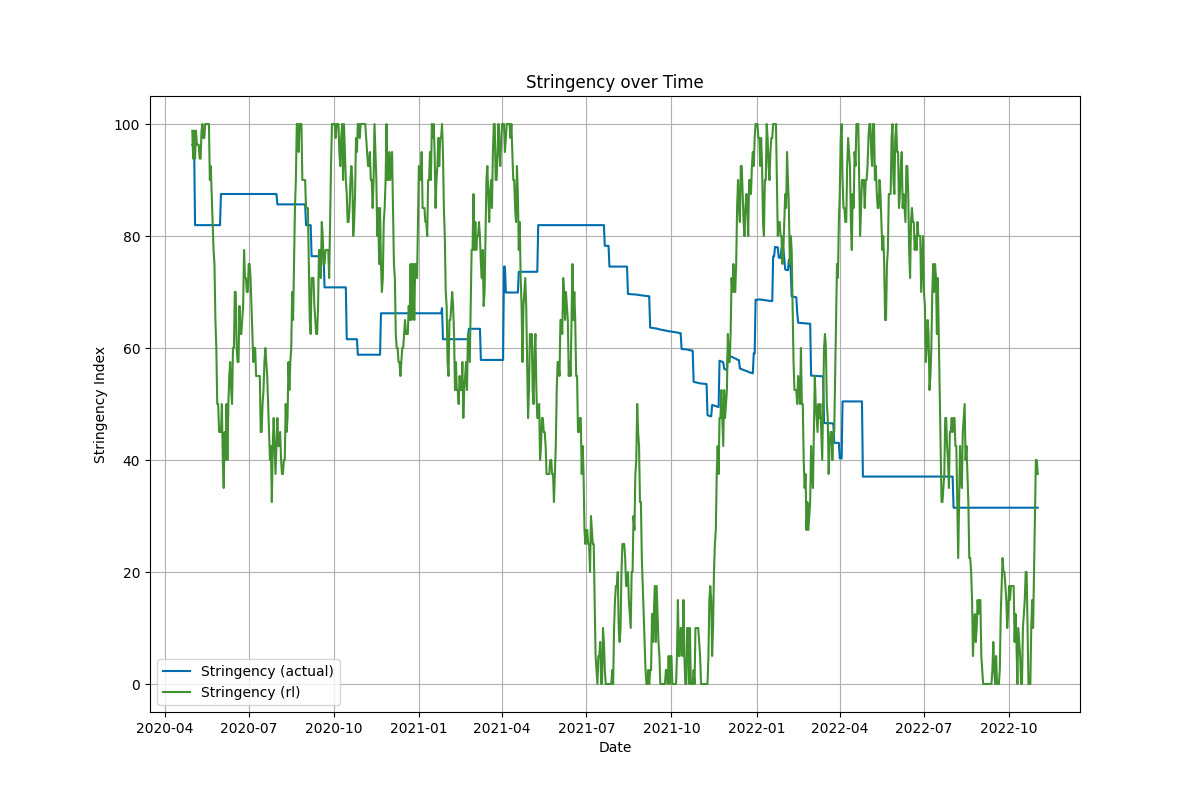 Stringency over Time
Stringency Index
100
80
60
40
20
0
Stringency (actual)
Stringency (rl)
2020-04 2020-07 2020-10 2021-01 2021-04 2021-07 2021-10 2022-01 2022-04 2022-07 2022-10
Date